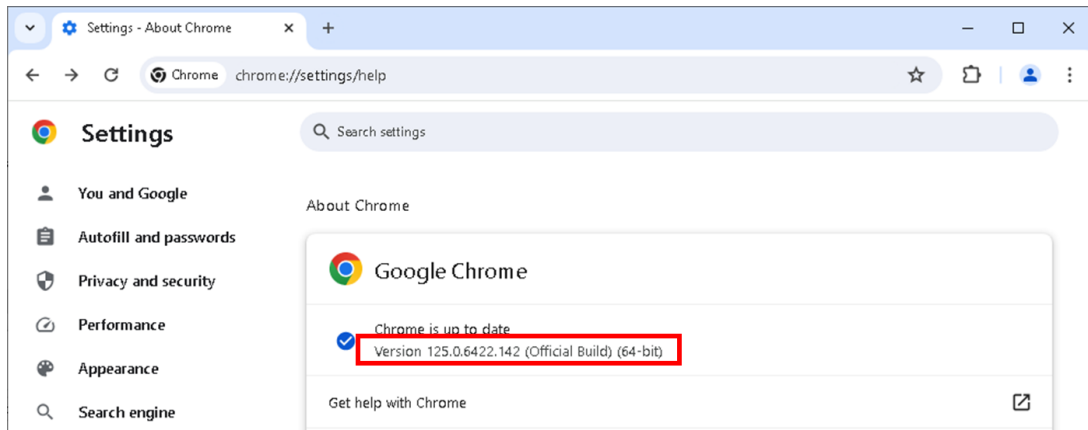 Settings - About Chrome
Chrome chrome://settings/help
Settings
Search settings
You and Google
Autofill and passwords
Privacy and security
Performance
Appearance
Search engine
About Chrome
Google Chrome
Chrome is up to date
Version 125.0.6422.142 (Official Build) (64-bit)
Get help with Chrome